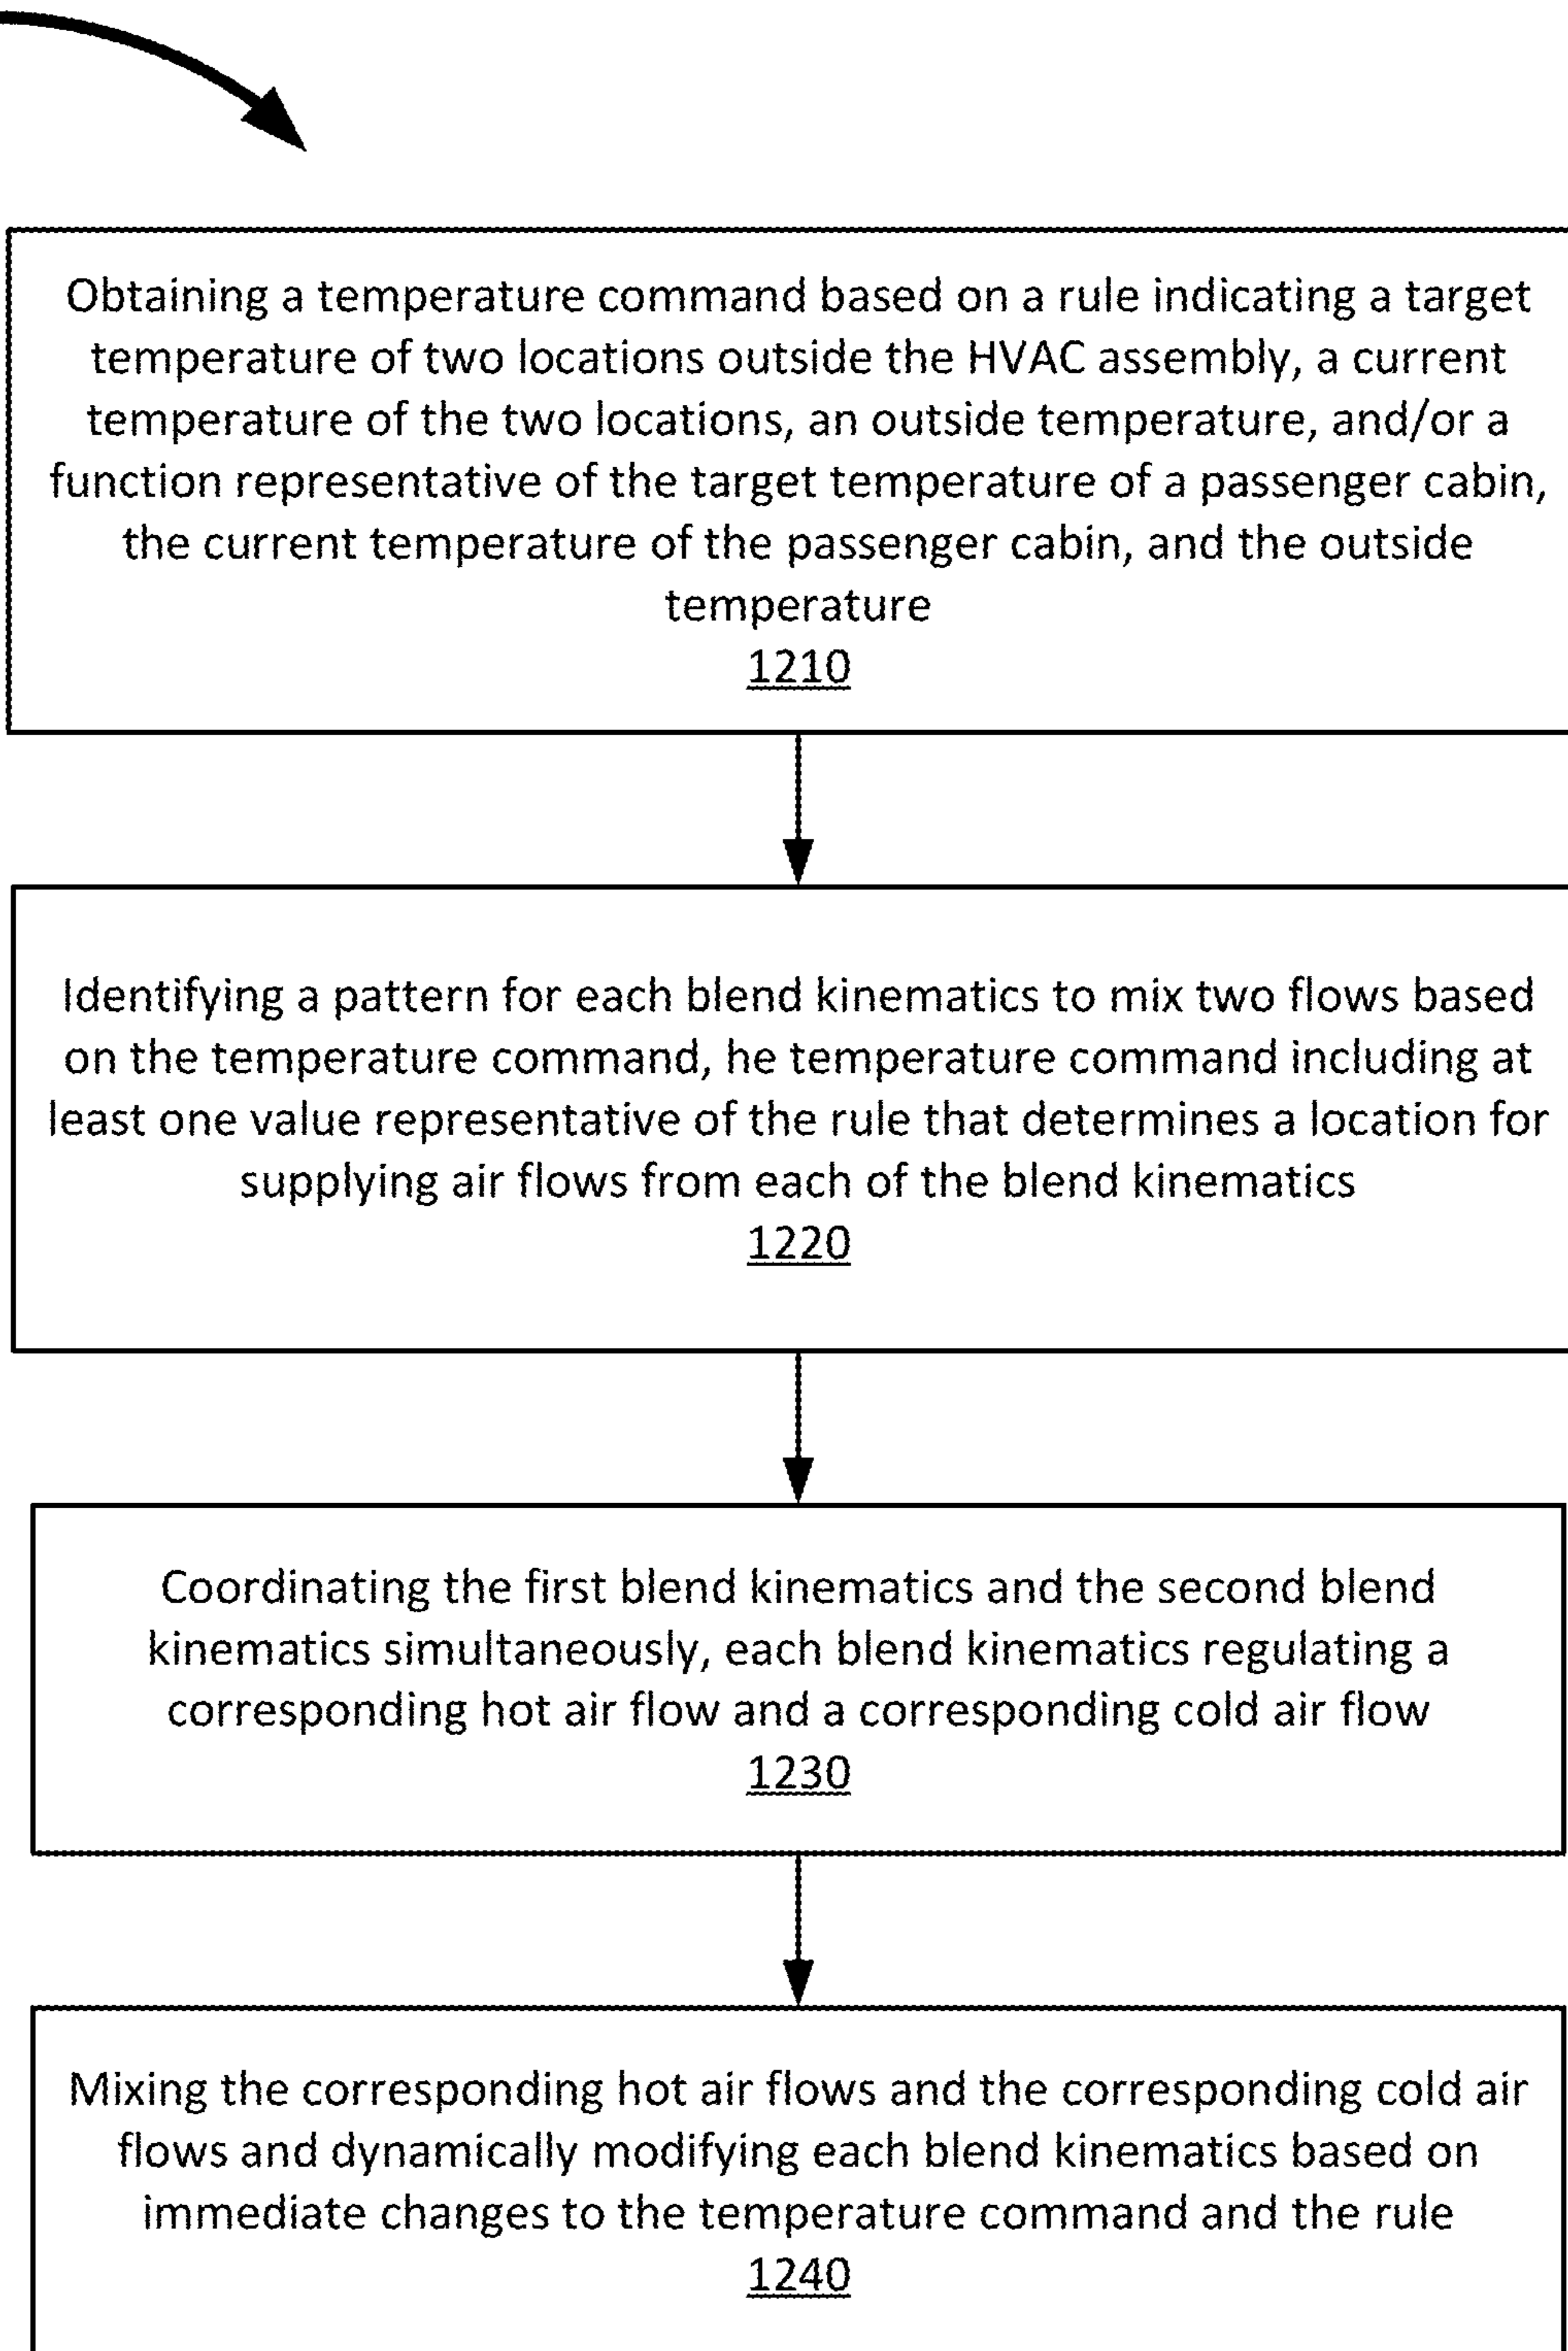 Obtaining a temperature command based on a rule indicating a target
temperature of two locations outside the HVAC assembly, a current
temperature of the two locations, an outside temperature, and/or a
function representative of the target temperature of a passenger cabin,
the current temperature of the passenger cabin, and the outside
temperature
1210
Identifying a pattern for each blend kinematics to mix two flows based
on the temperature command, he temperature command including at
least one value representative of the rule that determines a location for
supplying air flows from each of the blend kinematics
1220
Coordinating the first blend kinematics and the second blend
kinematics simultaneously, each blend kinematics regulating a
corresponding hot air flow and a corresponding cold air flow
1230
Mixing the corresponding hot air flows and the corresponding cold air
flows and dynamically modifying each blend kinematics based on
immediate changes to the temperature command and the rule
1240